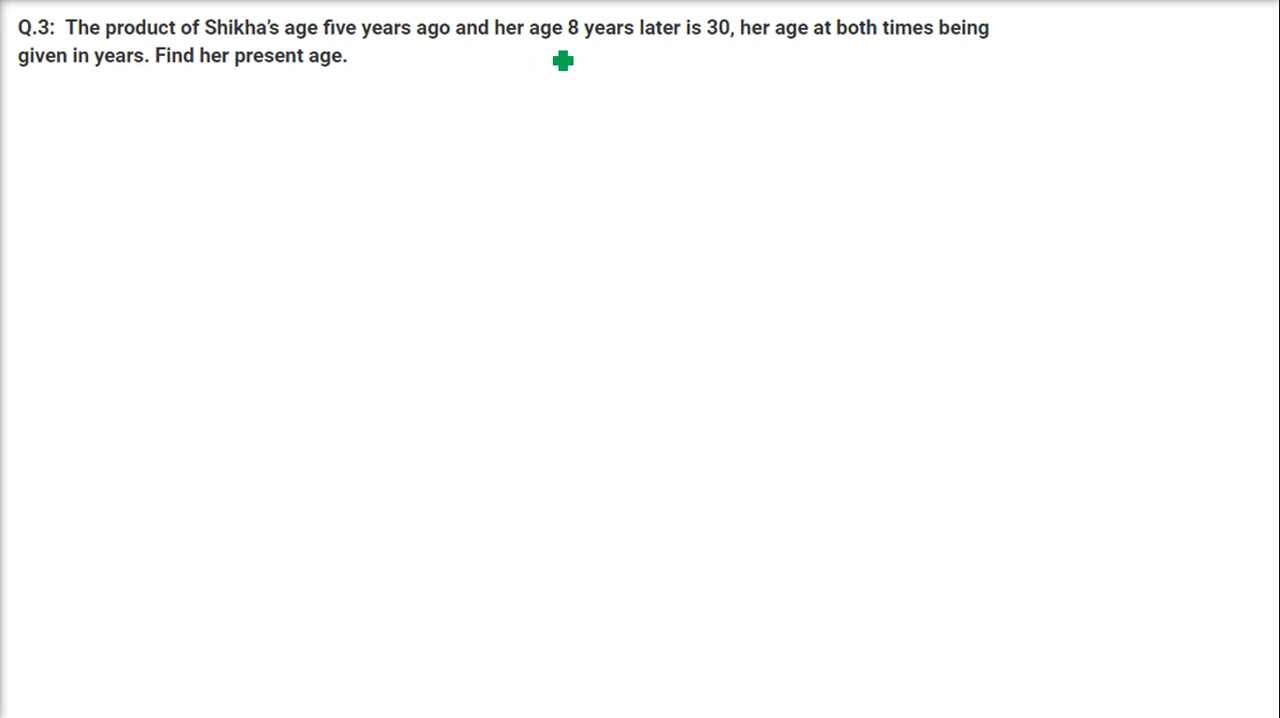 Q.3:  The product of Shikha’s age five years ago and her age 8 years later is 30, her age at both times being
given in years. Find her present age.